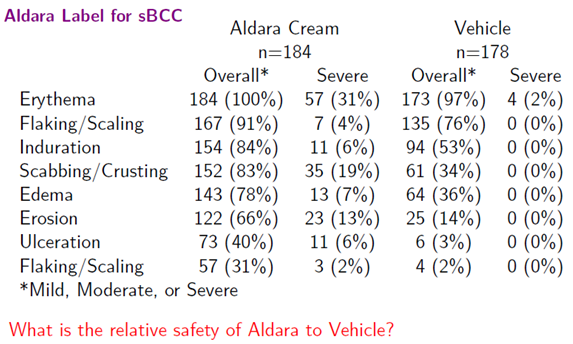 Aldara Label for sBCC
Aldara Cream Vehicle
n=184 n=178
Overall* Severe Overall* Severe
Erythema 184 (100%) 57 (31%) 173 (97%) 4 (2%)
Flaking/Scaling 167 (91%) 7 (4%) 135 (76%) 0 (0%)
Induration 154 (84%) 11 (6%) 94 (53%) 0 (0%)
Scabbing/Crusting 152 (83%) 35 (19%) 61 (34%) 0 (0%)
Edema 143 (78%) 13 (7%) 64 (36%) 0 (0%)
Erosion 122 (66%) 23 (13%) 25 (14%) 0 (0%)
Ulceration 73 (40%) 11 (6%) 6 (3%) 0 (0%)
Flaking/Scaling 57 (31%) 3 (2%) 4 (2%) 0 (0%)
*Mild, Moderate, or Severe
What is the relative safety of Aldara to Vehicle?